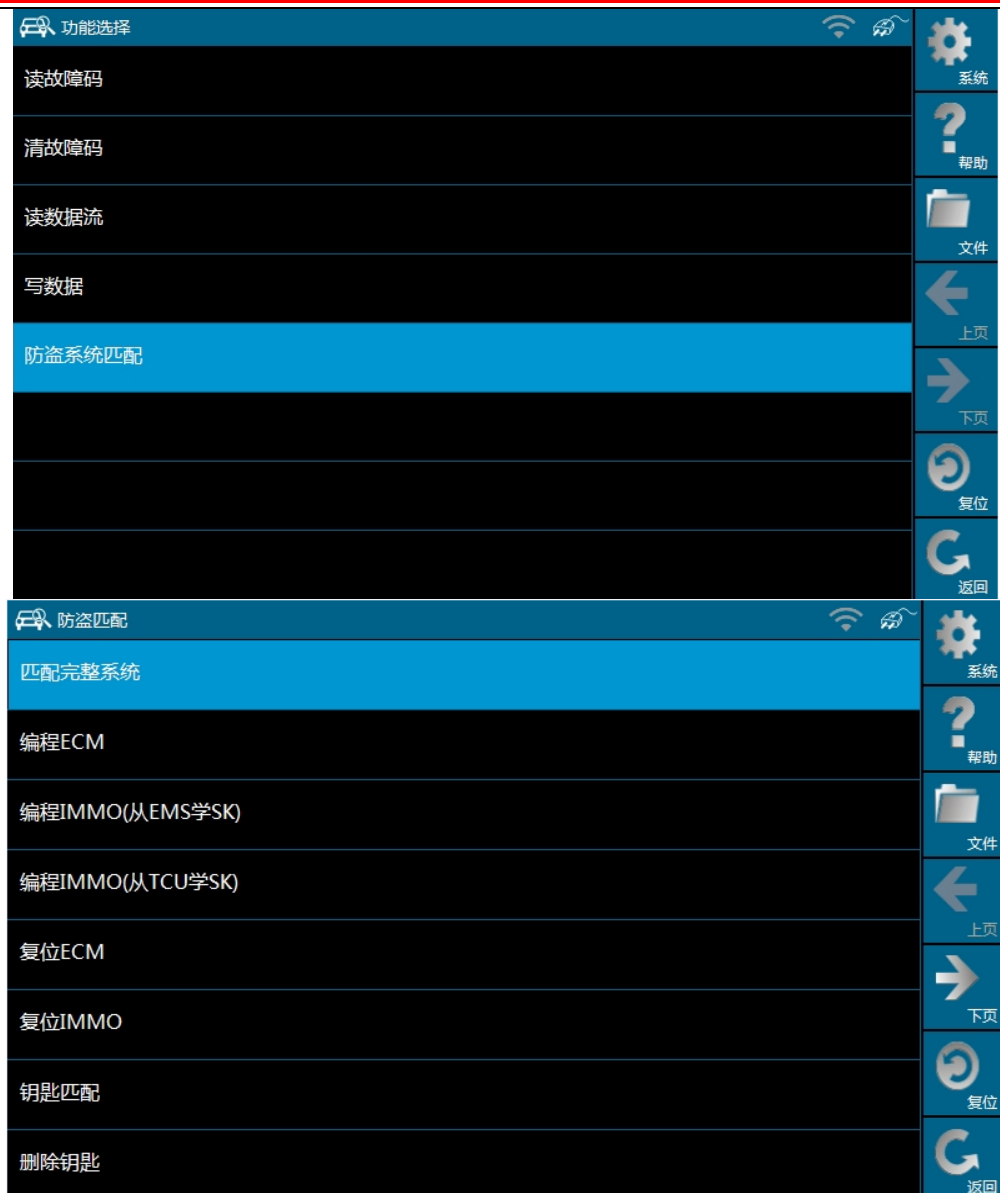 功能选择
读故障码
清故障码
读数据流
写数据
防盗系统匹配
系统
帮助
文件
上页
下页
复位
返回
防盗匹配
匹配完整系统
编程ECM
编程IMMO(从EMS学SK)
编程IMMO(从TCU学SK)
复位ECM
复位IMMO
钥匙匹配
删除钥匙
系统
帮助
文件
上页
下页
复位
返回